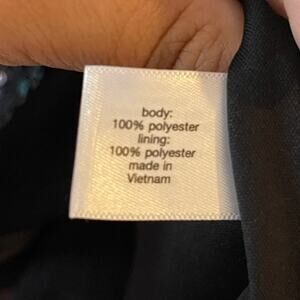 body:
100% polyester
lining:
100% polyester
made in
Vietnam